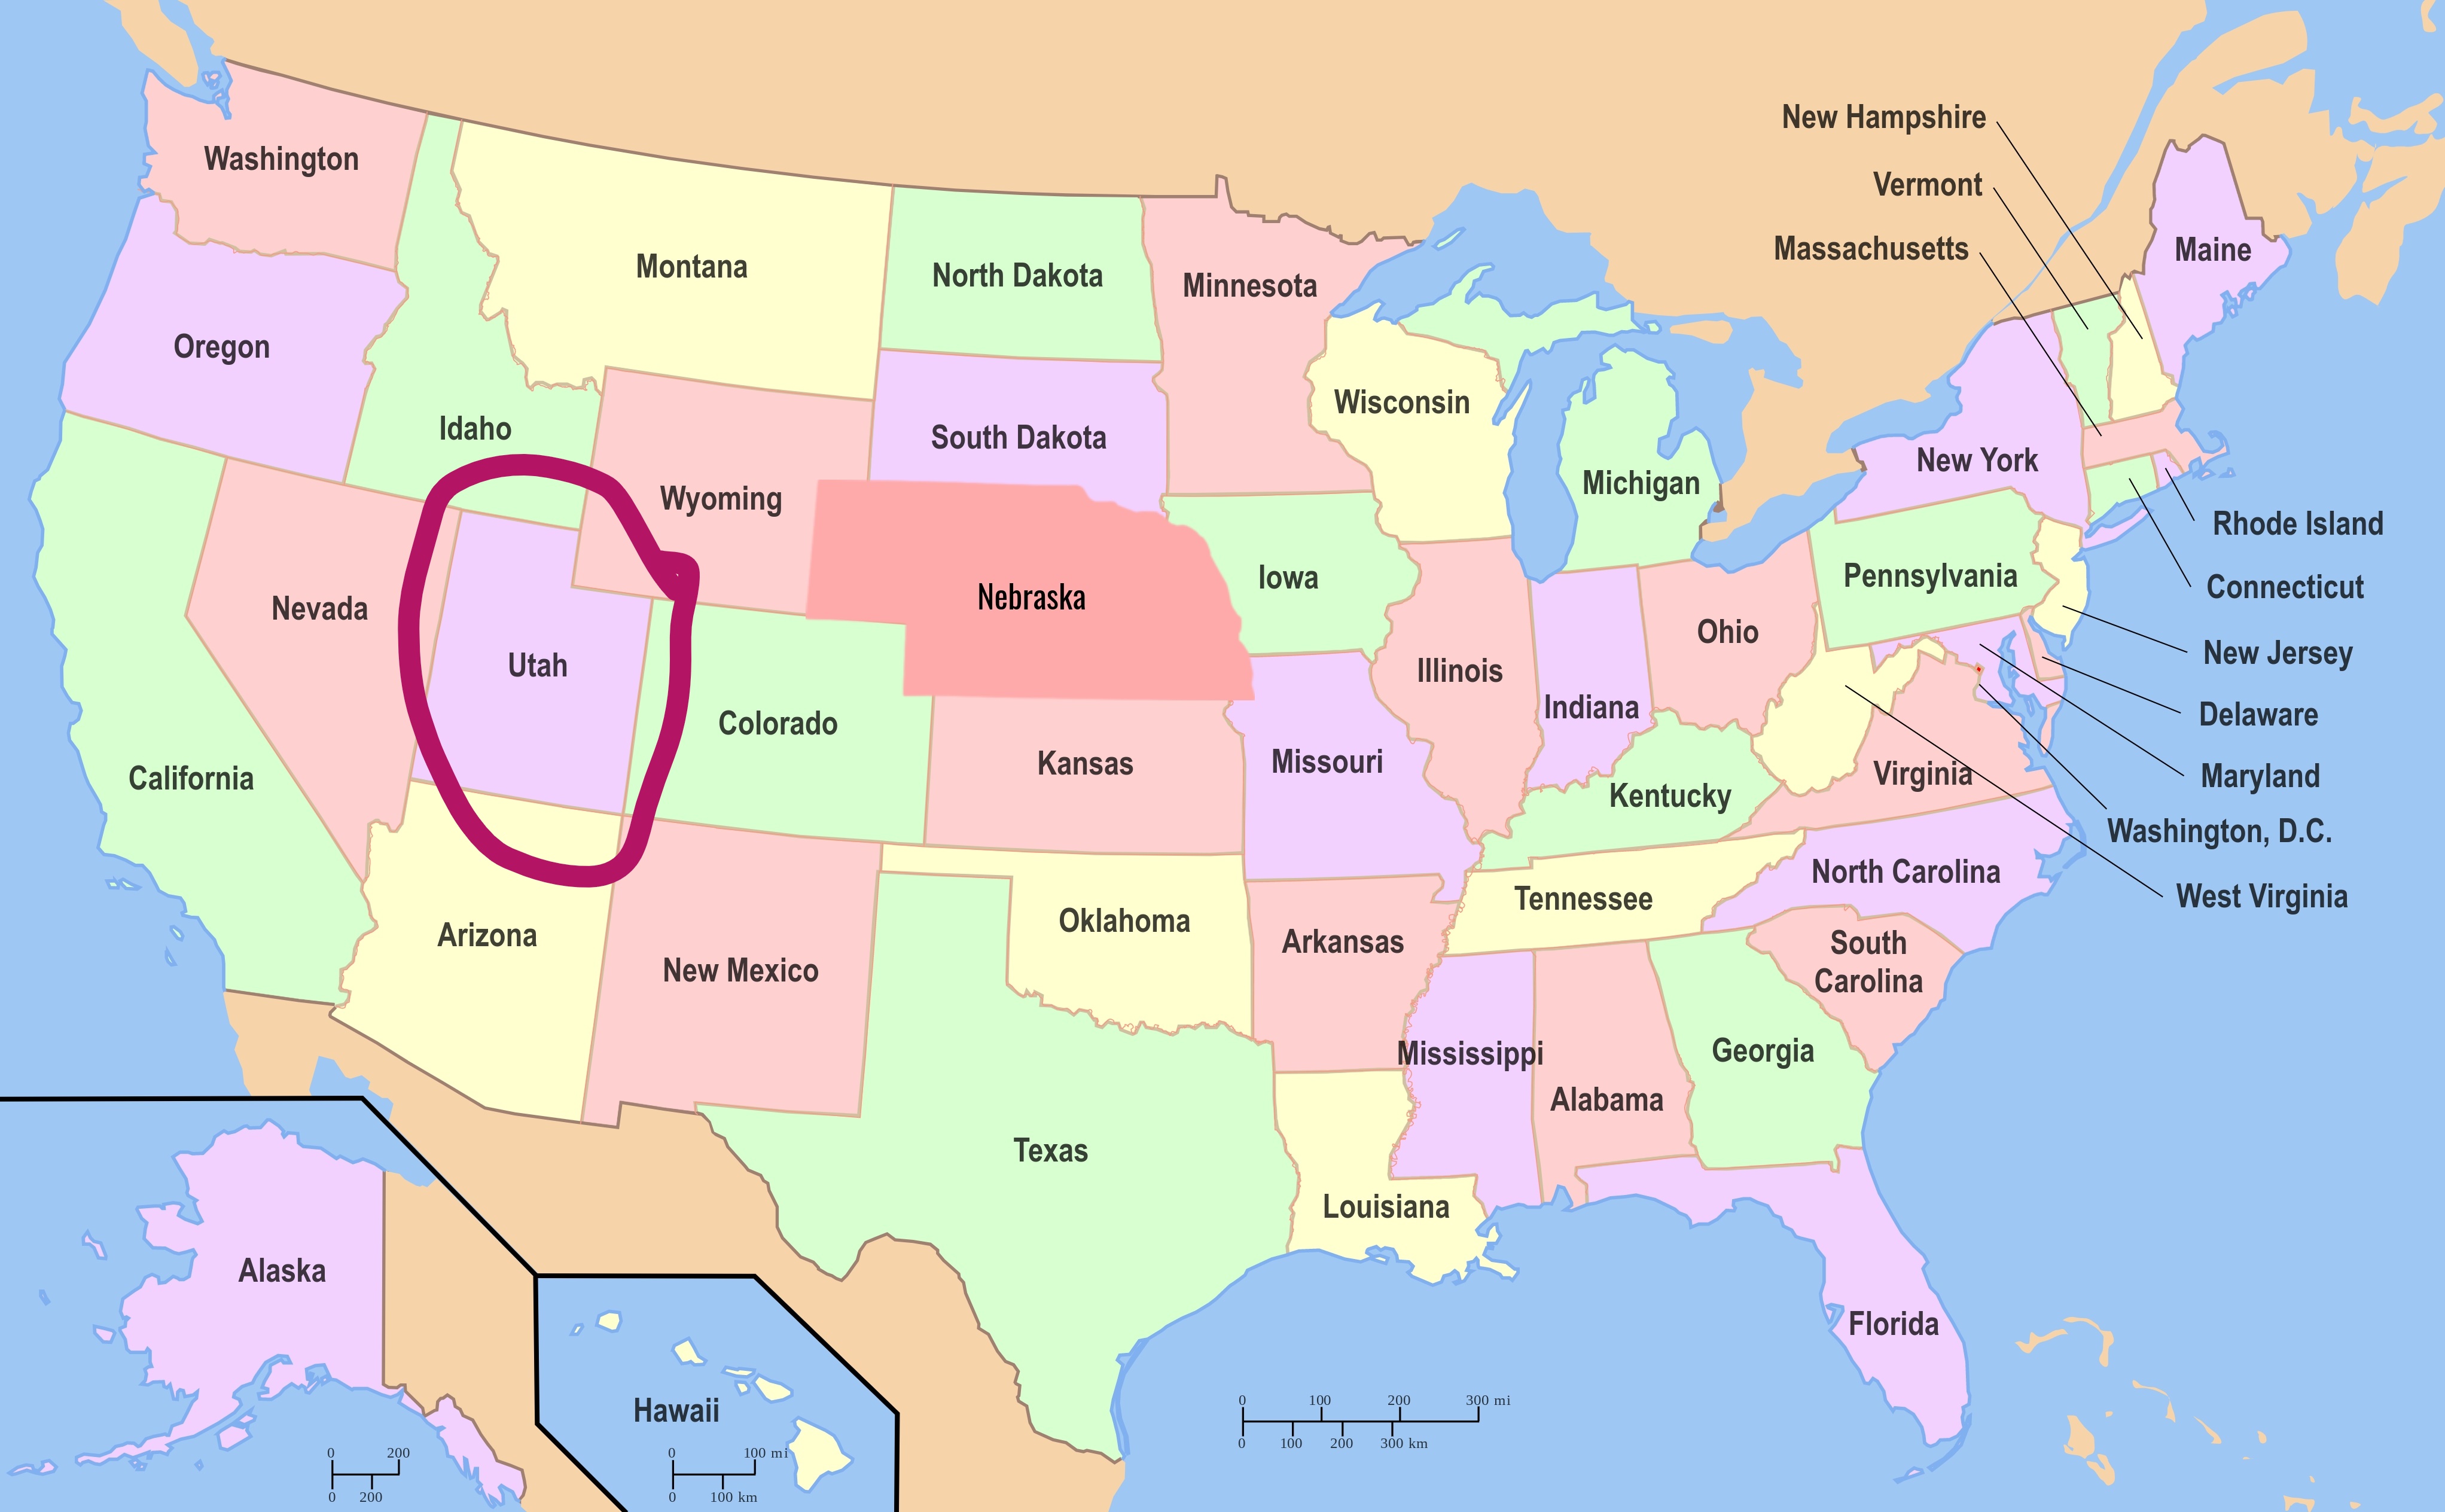 New Hampshire
Washington
Vermont
Massachusetts
Maine
Montana
North Dakota
Minnesota
Oregon
Wisconsin
Idaho
South Dakota
New York
Michigan
Wyoming
Rhode Island
Pennsylvania
Iowa
Connecticut
Nebraska
Nevada
Ohio
New Jersey
Utah
Illinois
Indiana
Delaware
Colorado
Kansas
Missouri
Virginia
Maryland
California
Kentucky
Washington, D.C.
North Carolina
West Virginia
Tennessee
Oklahoma
Arizona
Arkansas
South
Carolina
New Mexico
Mississippi
Georgia
Alabama
Texas
Louisiana
Alaska
Florida
Hawaii
0 100 200 300 mi
0 100 200 300 km
0 200
0 200
0 100 mi
0 100 km